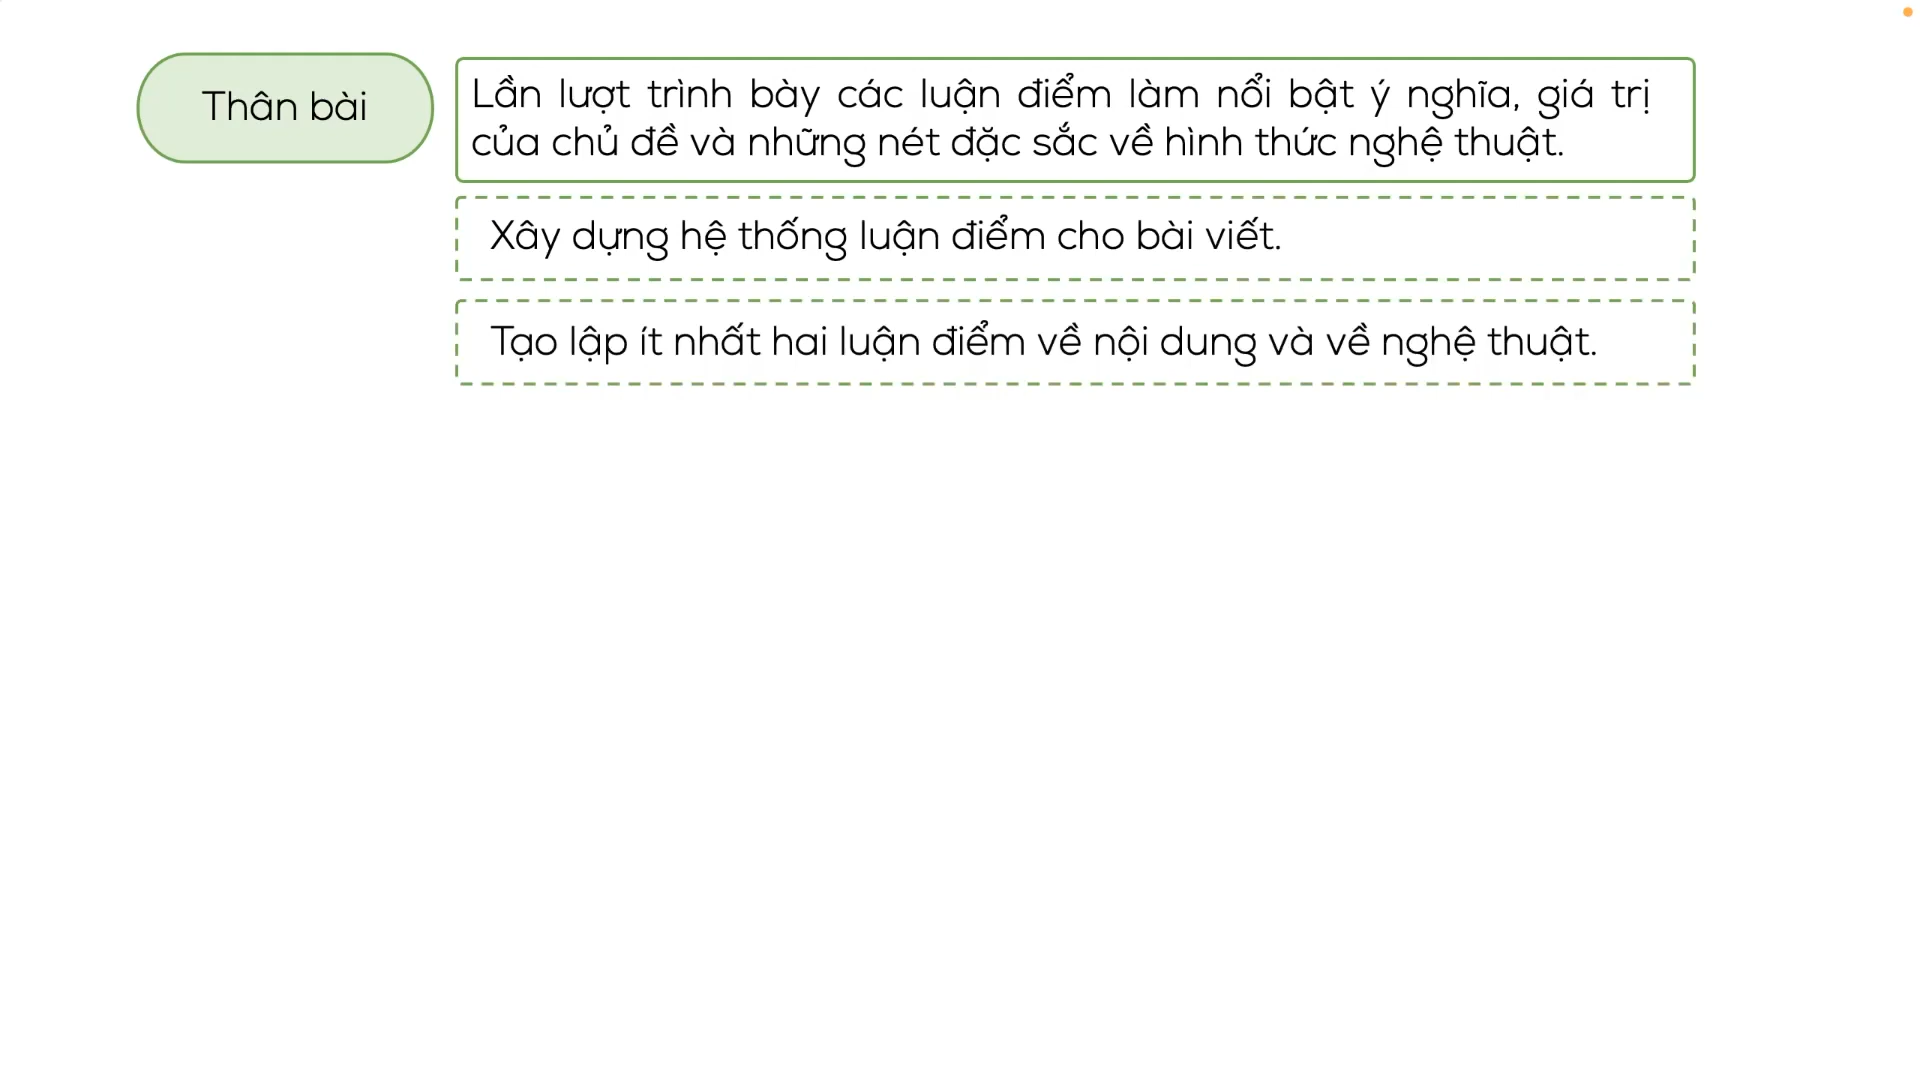 Thân bài
Lần lượt trình bày các luận điểm làm nổi bật ý nghĩa, giá trị
của chủ đề và những nét đặc sắc về hình thức nghệ thuật.
Xây dựng hệ thống luận điểm cho bài viết.
Tạo lập ít nhất hai luận điểm về nội dung và về nghệ thuật.